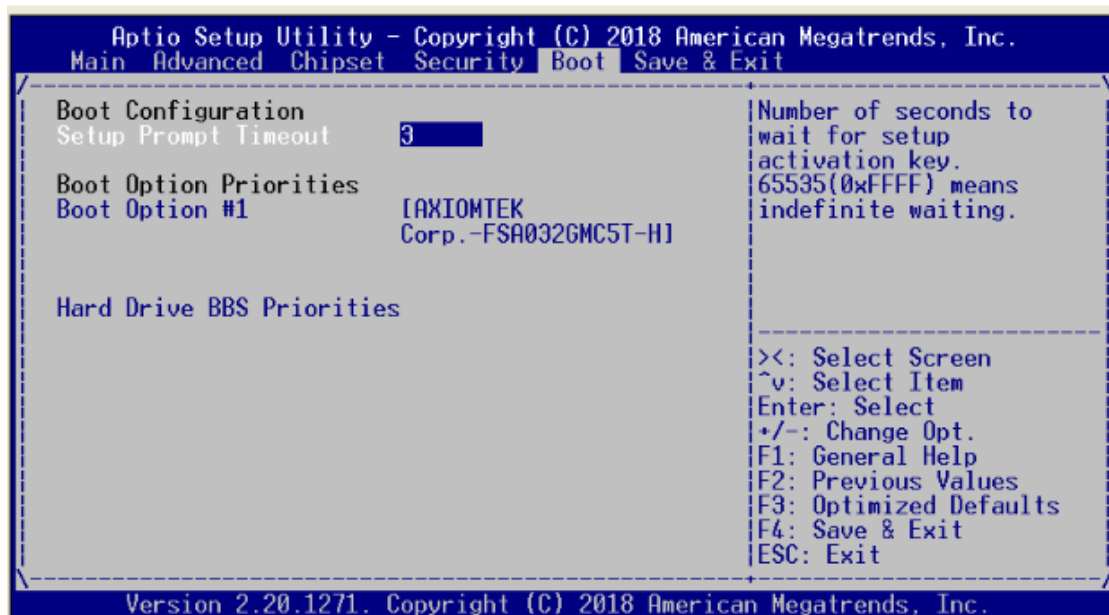 Aptio Setup Utility – Copyright (C) 2018 American Megatrends, Inc.
Main Advanced Chipset Security Boot Save & Exit
Boot Configuration
Setup Prompt Timeout 3
Boot Option Priorities
Boot Option #1 [AXIOMTEK
Corp.-FSA032GMC5T-H]
Hard Drive BBS Priorities
Number of seconds to
wait for setup
activation key.
65535(0xFFFF) means
indefinite waiting.
><: Select Screen
^v: Select Item
Enter: Select
+/-: Change Opt.
F1: General Help
F2: Previous Values
F3: Optimized Defaults
F4: Save & Exit
ESC: Exit
Version 2.20.1271. Copyright (C) 2018 American Megatrends, Inc.